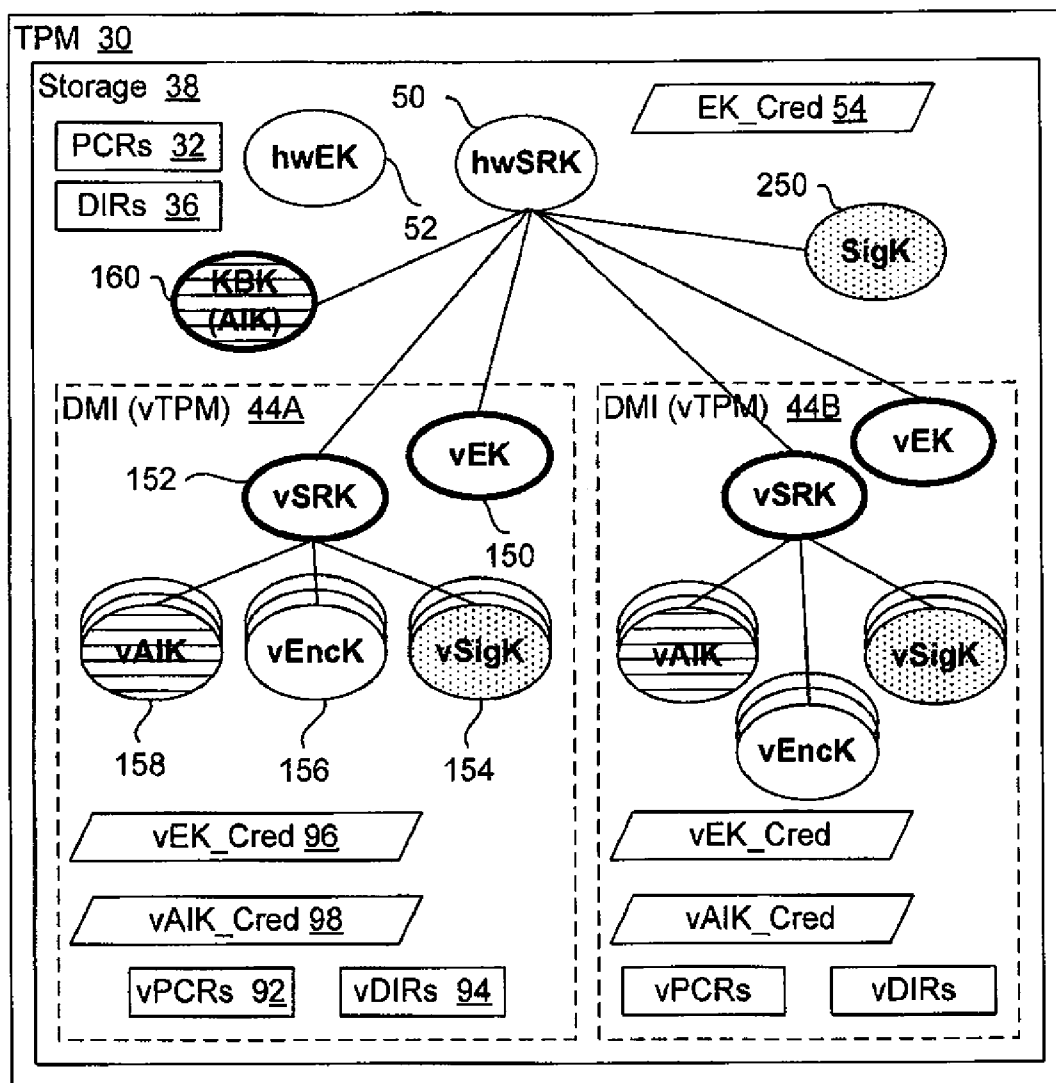 TPM 30
Storage 38
50
EK_Cred 54
PCRs 32
hwEK
hwSRK
DIRs 36
52
250
SigK
160
KBK
(AIK)
DMI (vTPM) 44A
DMI (vTPM) 44B
vEK
vEK
152
vSRK
vSRK
150
vAIK
vEncK
vSigK
vAIK
vSigK
vEncK
158
156
154
vEK_Cred 96
vEK_Cred
vAIK_Cred 98
vAIK_Cred
vPCRs 92
vDIRs 94
vPCRs
vDIRs